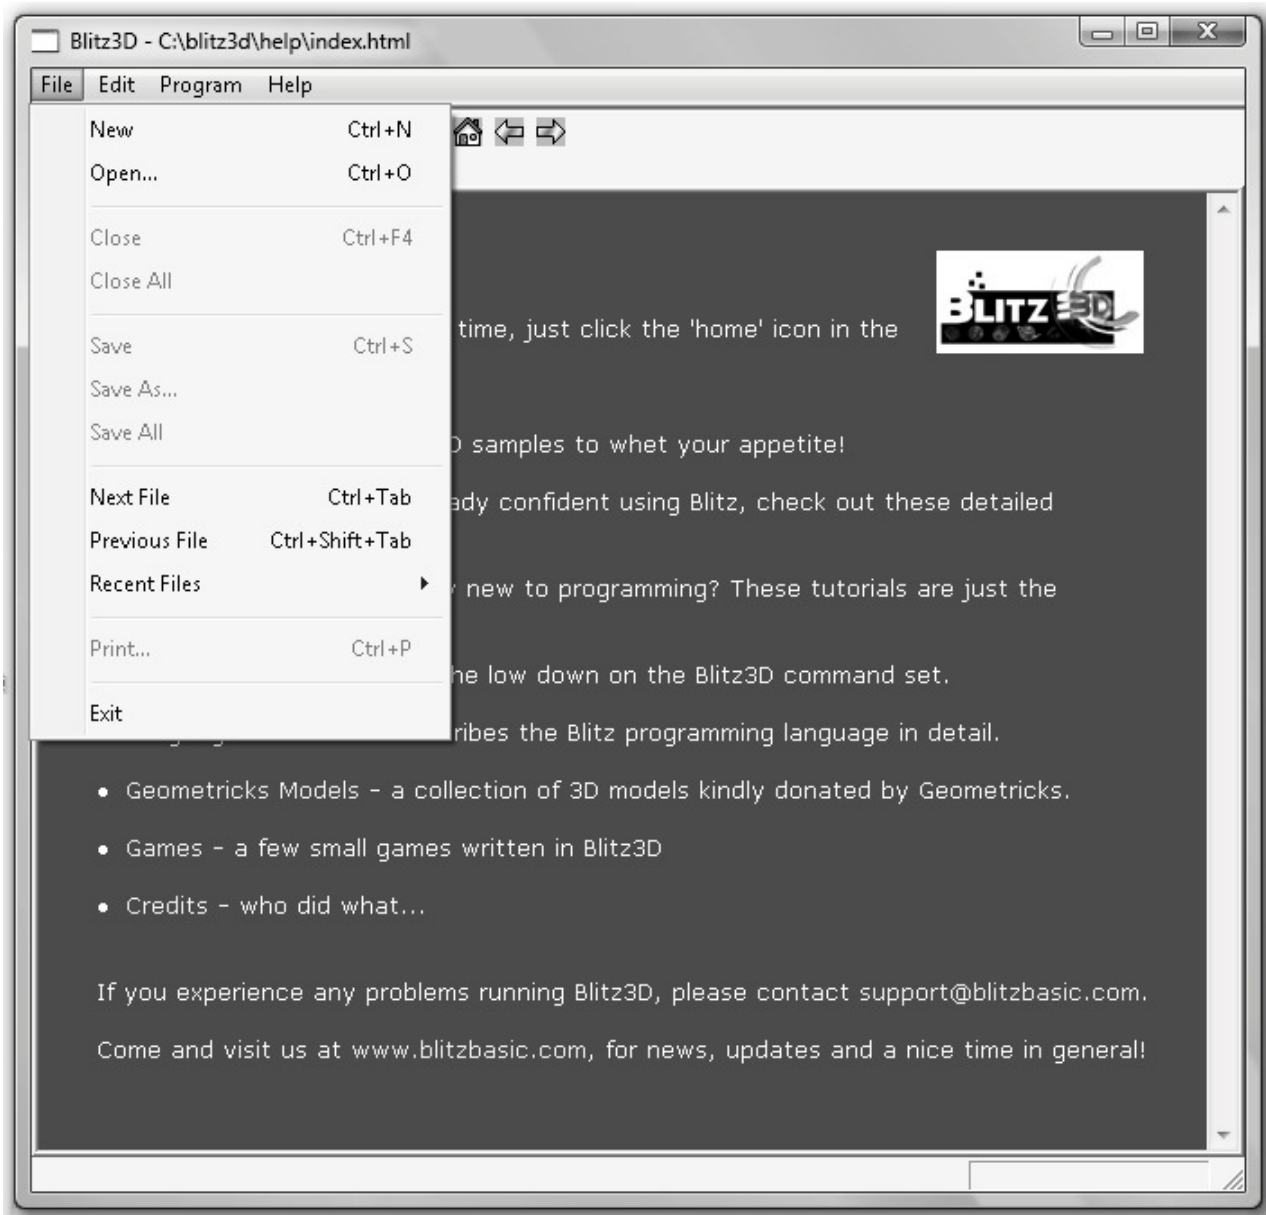 Blitz3D - C:\blitz3d\help\index.html
File Edit Program Help
New Ctrl+N
Open... Ctrl+O
Close Ctrl+F4
Close All
Save Ctrl+S
Save As...
Save All
Next File Ctrl+Tab
Previous File Ctrl+Shift+Tab
Recent Files
Print... Ctrl+P
Exit
BLITZ 3D
time, just click the 'home' icon in the
samples to whet your appetite!
confident using Blitz, check out these detailed
new to programming? These tutorials are just the
low down on the Blitz3D command set.
the Blitz programming language in detail.
• Geometricks Models - a collection of 3D models kindly donated by Geometricks.
• Games - a few small games written in Blitz3D
• Credits - who did what...
If you experience any problems running Blitz3D, please contact support@blitzbasic.com.
Come and visit us at www.blitzbasic.com, for news, updates and a nice time in general!